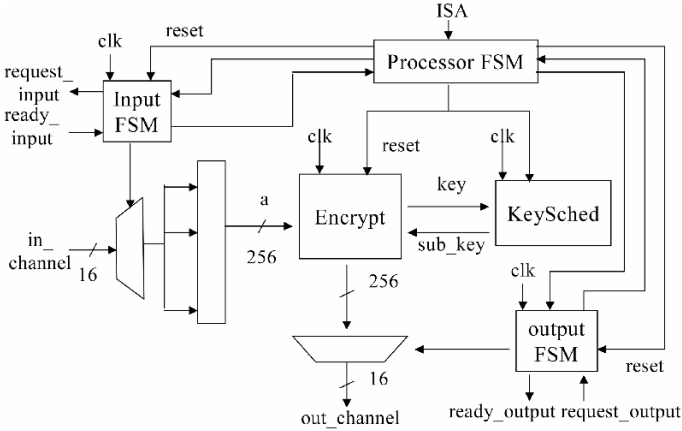 ISA
clk
reset
Processor FSM
request_
input
ready_
input
Input
FSM
clk
reset
clk
a
256
Encrypt
key
sub_key
KeySched
in_
channel
16
256
clk
output
FSM
reset
16
out_channel
ready_output
request_output